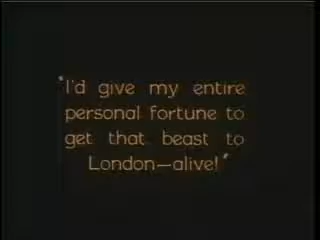 "I'd give my entire
personal fortune to
get that beast to
London—alive!"